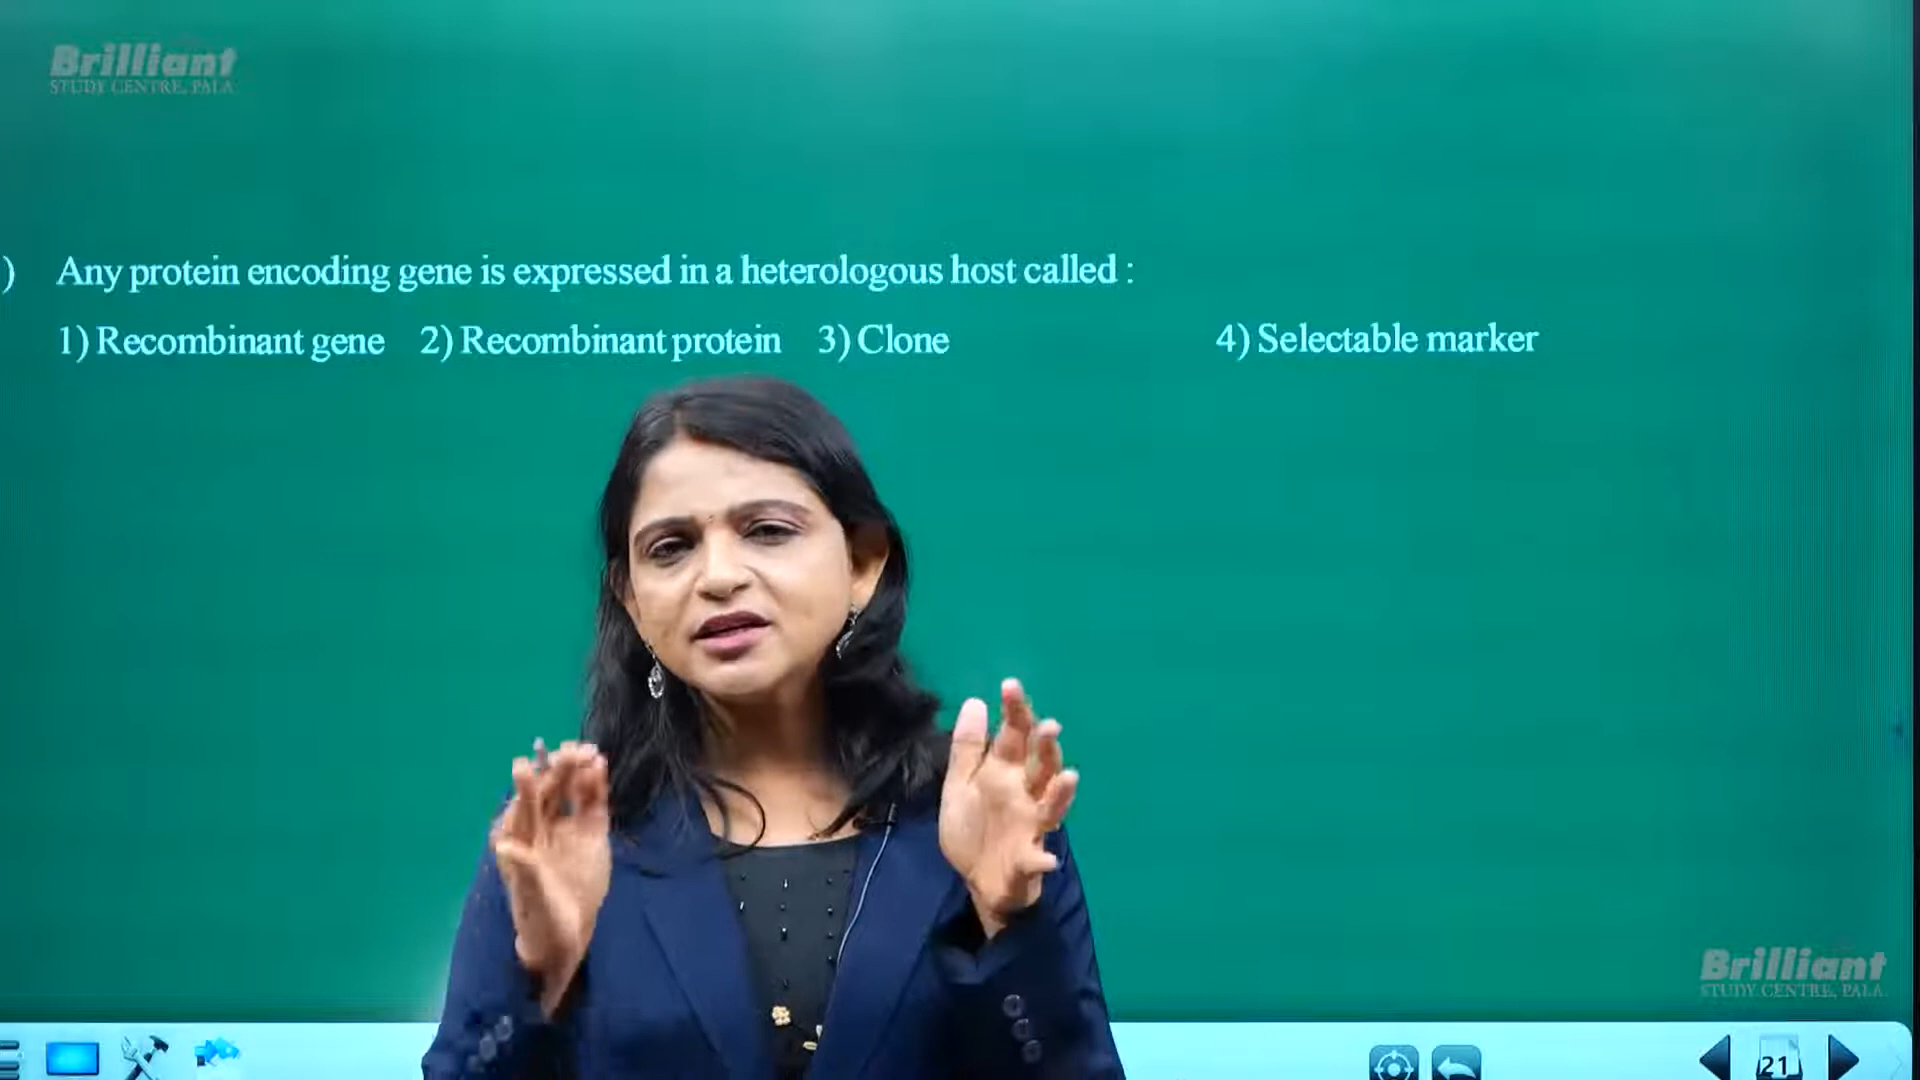 Brilliant
STUDY CENTRE, PALA
) Any protein encoding gene is expressed in a heterologous host called :
1) Recombinant gene 2) Recombinant protein 3) Clone 4) Selectable marker
Brilliant
STUDY CENTRE, PALA
21